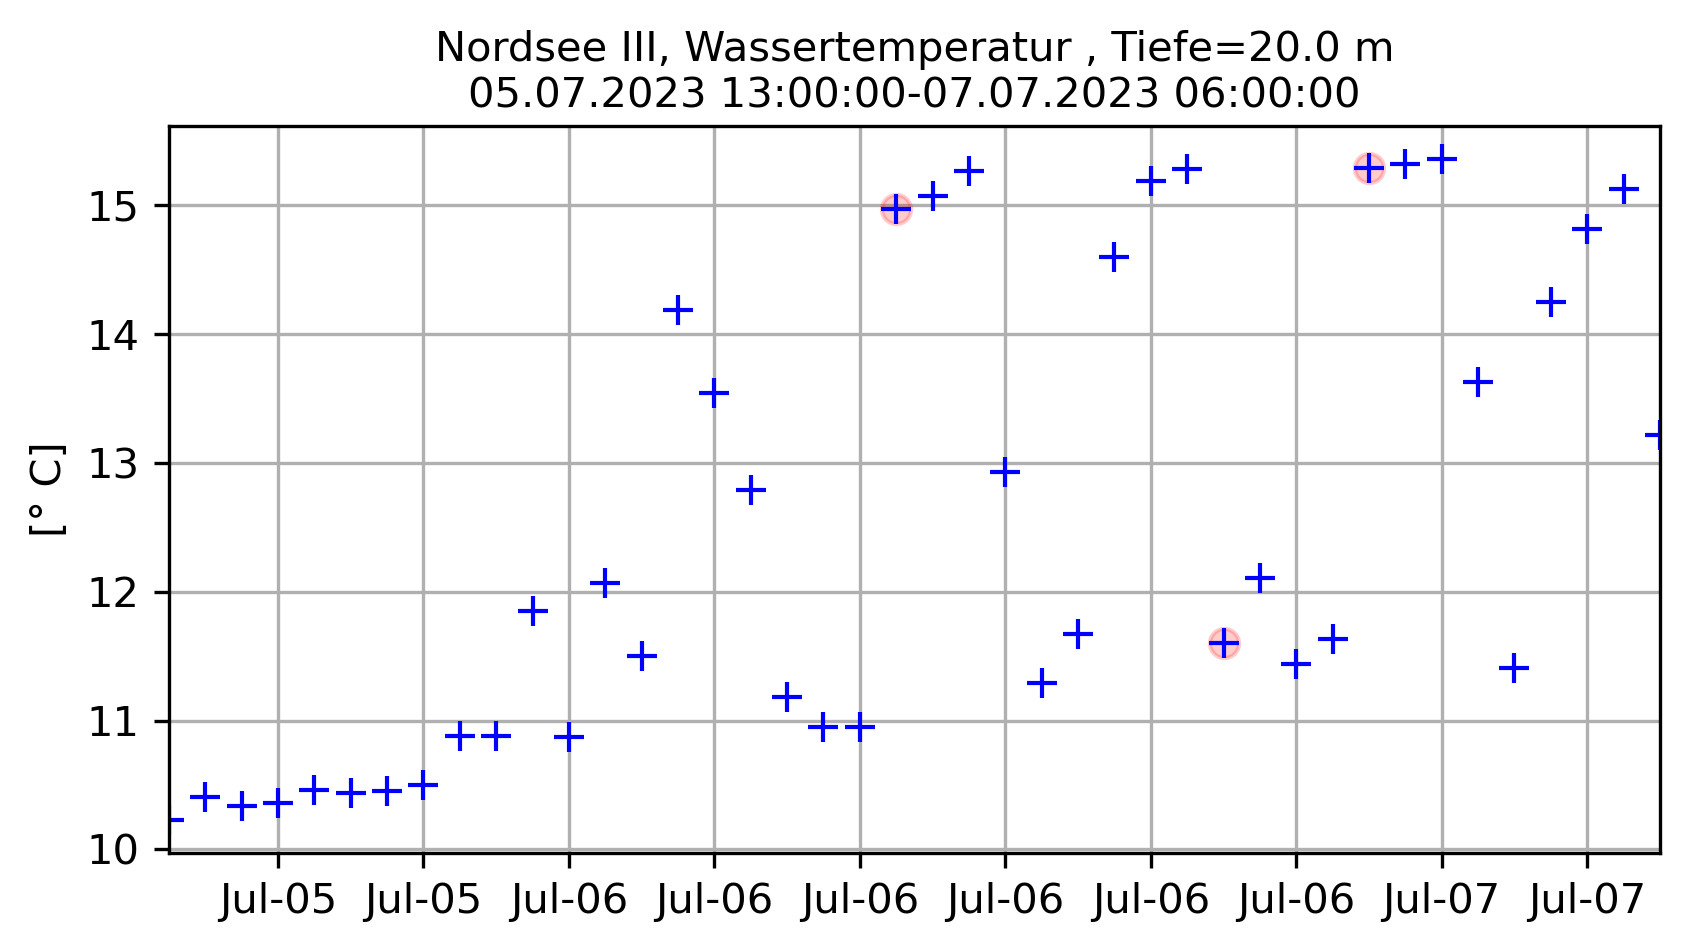 Nordsee III, Wassertemperatur , Tiefe=20.0 m
05.07.2023 13:00:00-07.07.2023 06:00:00
[° C]
15
14
13
12
11
10
Jul-05 Jul-05 Jul-06 Jul-06 Jul-06 Jul-06 Jul-06 Jul-06 Jul-07 Jul-07